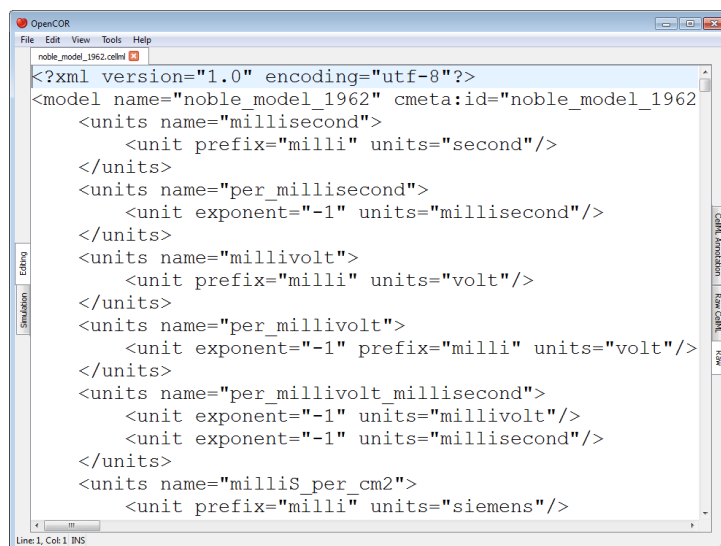 OpenCOR
File Edit View Tools Help
noble_model_1962.cellml
<?xml version="1.0" encoding="utf-8"?>
<model name="noble_model_1962" cmeta:id="noble_model_1962
<units name="millisecond">
<unit prefix="milli" units="second"/>
</units>
<units name="per_millisecond">
<unit exponent="-1" units="millisecond"/>
</units>
<units name="millivolt">
<unit prefix="milli" units="volt"/>
</units>
<units name="per_millivolt">
<unit exponent="-1" prefix="milli" units="volt"/>
</units>
<units name="per_millivolt_millisecond">
<unit exponent="-1" units="millivolt"/>
<unit exponent="-1" units="millisecond"/>
</units>
<units name="milliS_per_cm2">
<unit prefix="milli" units="siemens"/>
Editing
Simulation
CellML Annotation
Raw CellML
Raw
Line: 1, Col: 1 INS